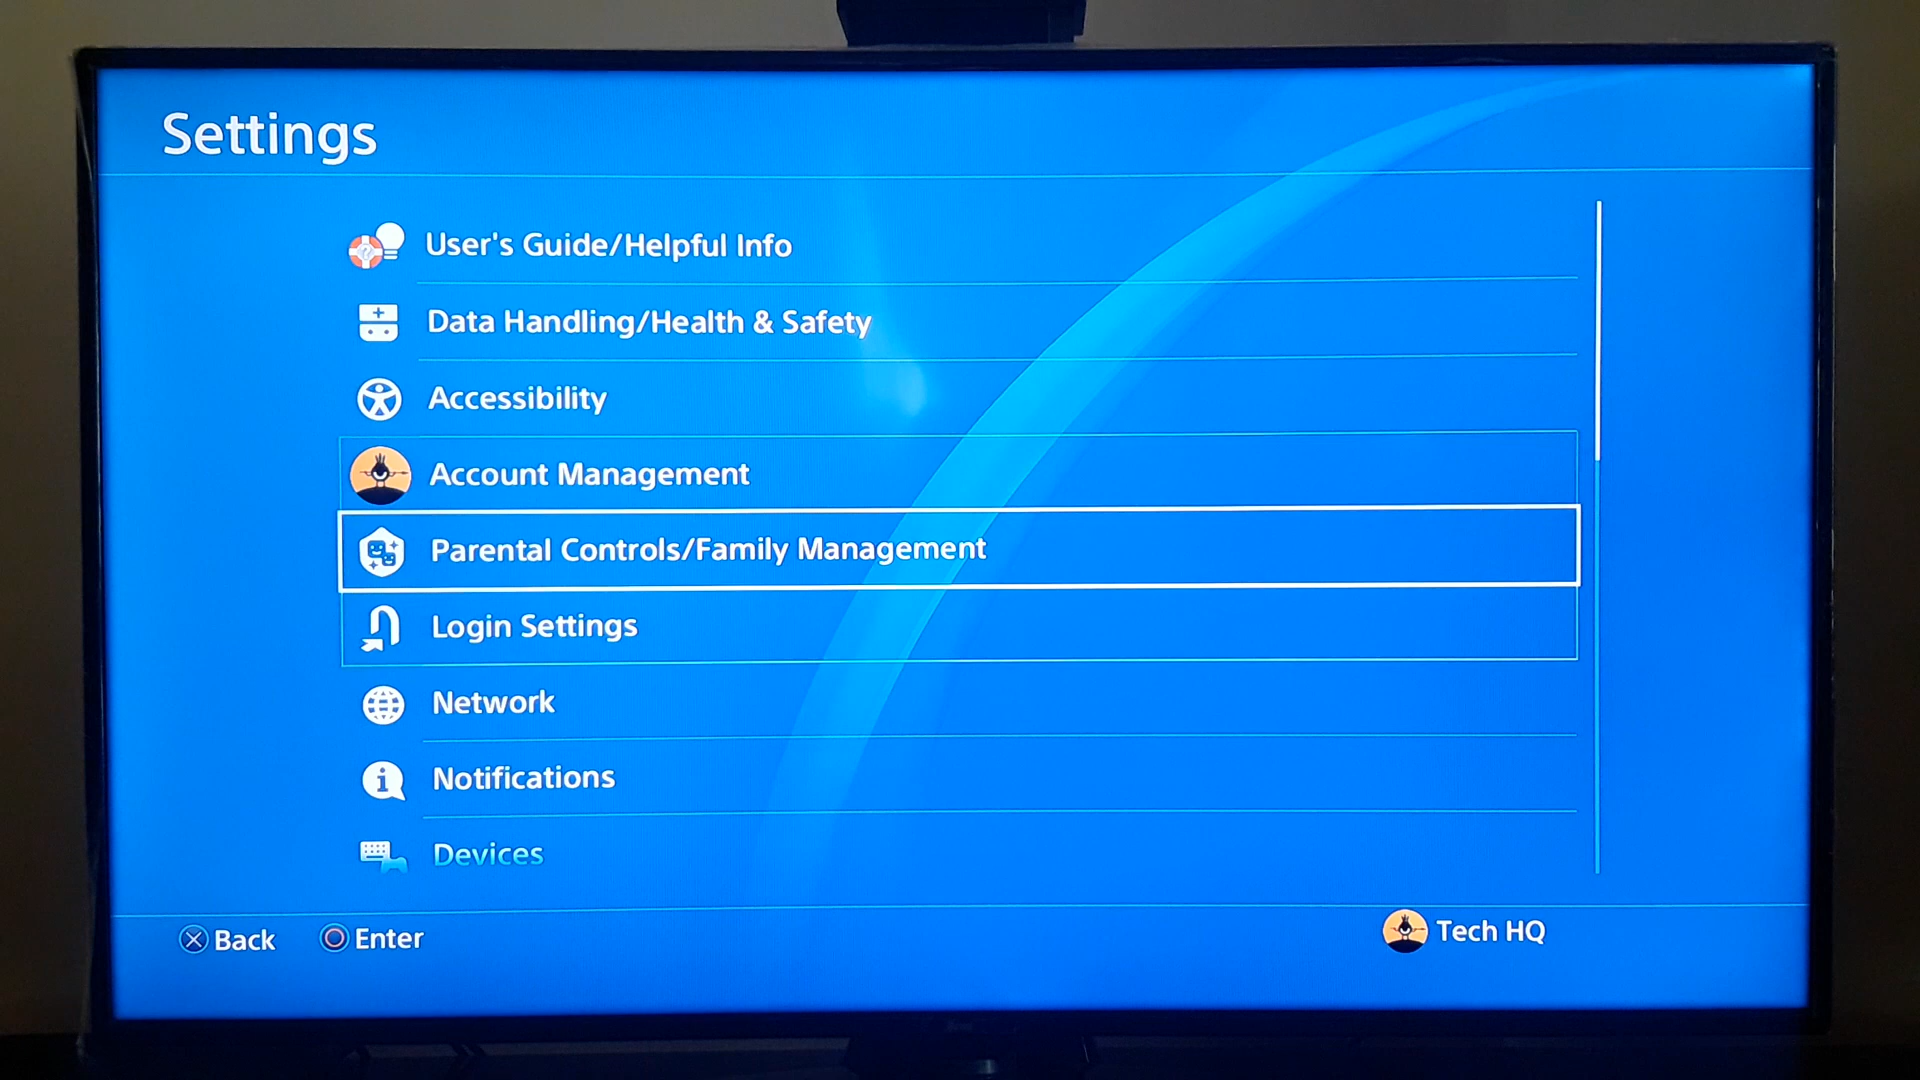 Settings
User's Guide/Helpful Info
Data Handling/Health & Safety
Accessibility
Account Management
Parental Controls/Family Management
Login Settings
Network
Notifications
Devices
Back Enter Tech HQ